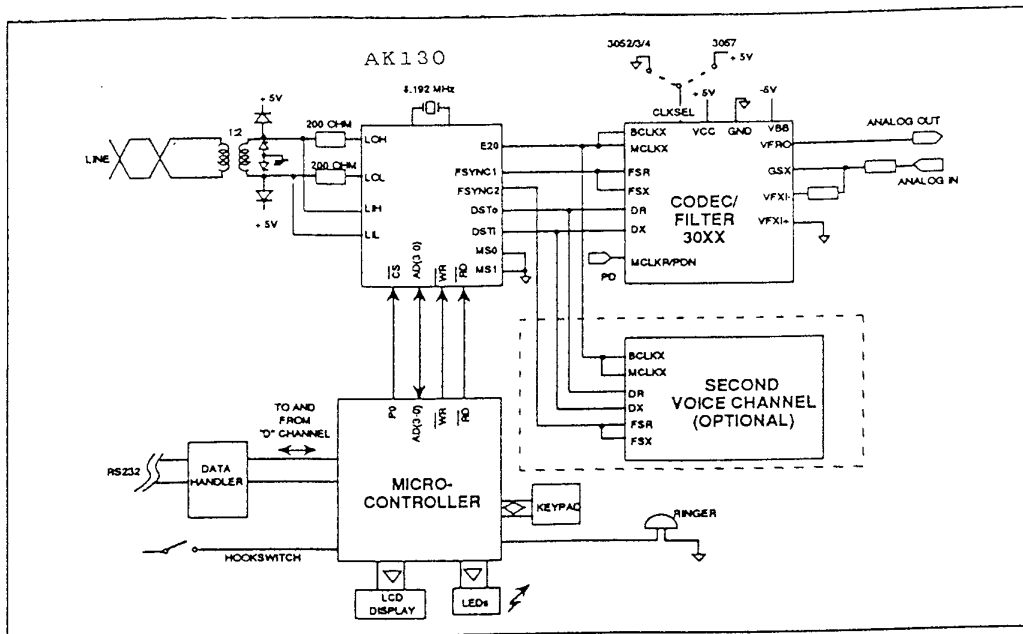 AK130
8.192 MHz
3052/3/4
3057
+ 5V
CLKSEL
+ 5V
-5V
VCC
GND
VBB
+ 5V
1:2
200 OHM
200 OHM
+ 5V
LINE
LOH
LOL
LIH
LIL
E20
FSYNC1
FSYNC2
DSTo
DSTi
MS0
MS1
CS
AD(3:0)
WR
RD
BCLKX
MCLKX
FSR
FSX
DR
DX
MCLKR/PDN
PD
CODEC/
FILTER
30XX
VFRO
GSX
VFXI-
VFXI+
ANALOG OUT
ANALOG IN
BCLKX
MCLKX
DR
DX
FSR
FSX
SECOND
VOICE CHANNEL
(OPTIONAL)
P0
AD(3-0)
WR
RD
TO AND
FROM
"D" CHANNEL
RS232
DATA
HANDLER
MICRO-
CONTROLLER
KEYPAD
RINGER
HOOKSWITCH
LCD
DISPLAY
LEDs